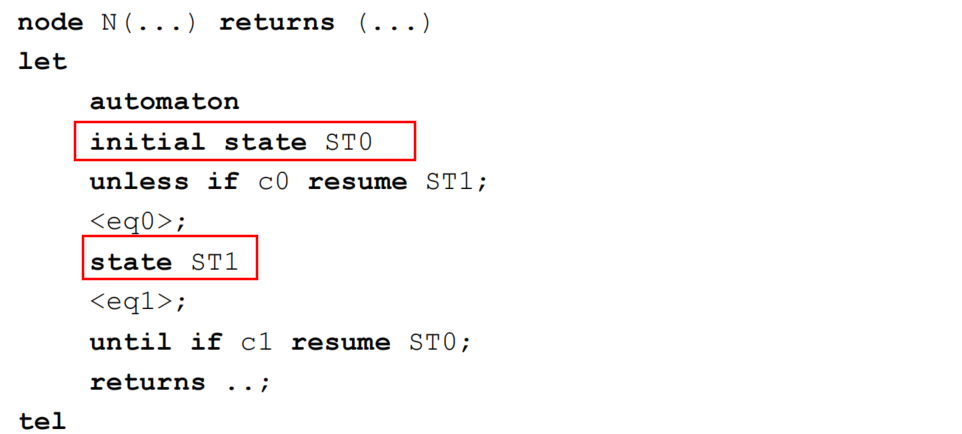 node N(...) returns (...)
let
automaton
initial state ST0
unless if c0 resume ST1;
<eq0>;
state ST1
<eq1>;
until if c1 resume ST0;
returns ..;
tel